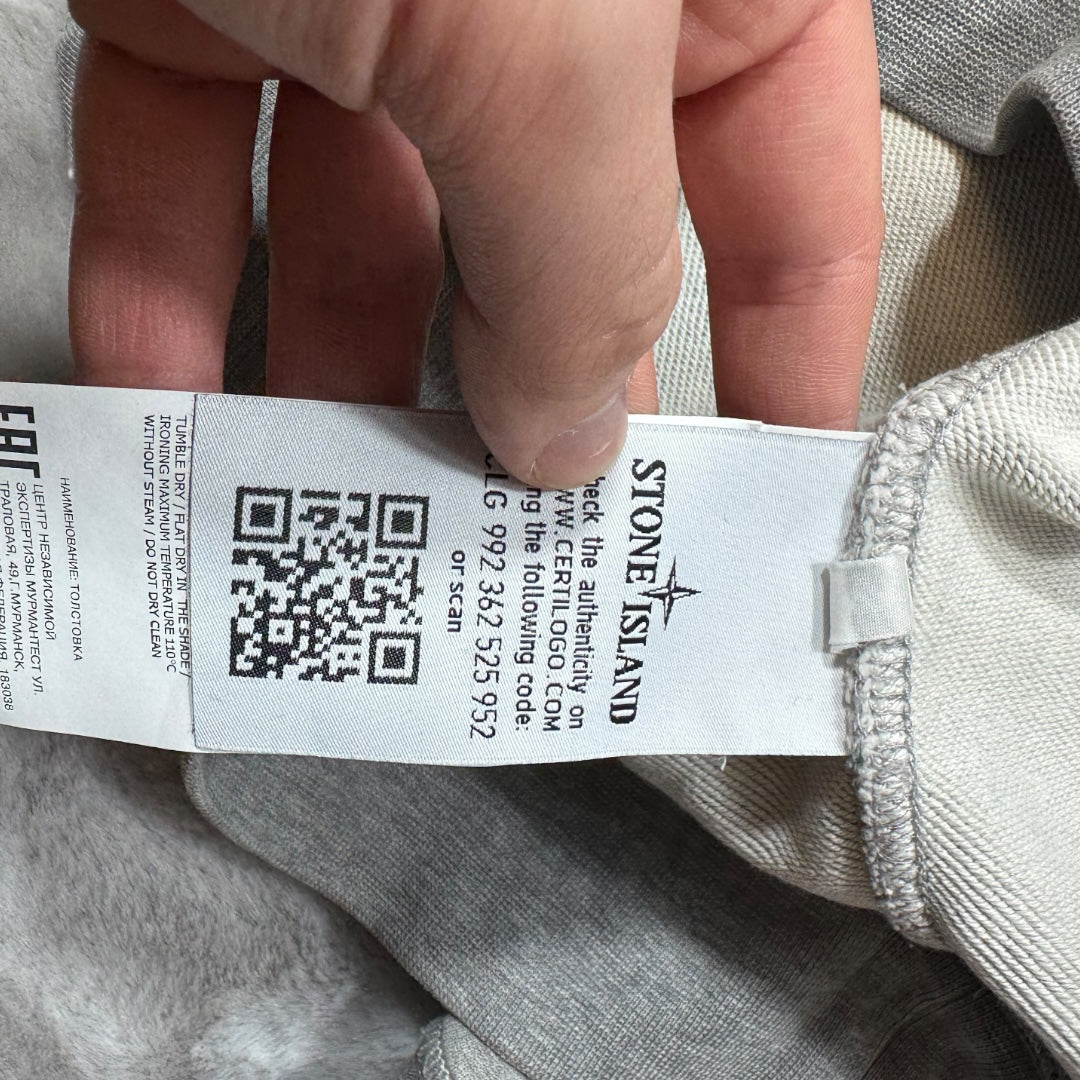 STONE ISLAND
heck the authenticity on
WW.CERTILOGO.COM
ng the following code:
CLG 992 362 525 952
or scan
TUMBLE DRY / FLAT DRY IN THE SHADE /
IRONING MAXIMUM TEMPERATURE 110°C
WITHOUT STEAM / DO NOT DRY CLEAN
НАИМЕНОВАНИЕ: ТОЛСТОВКА
EAC
ЦЕНТР НЕЗАВИСИМОЙ
ЭКСПЕРТИЗЫ МУРМАНТЕСТ УЛ.
ТРАЛОВАЯ, 49,Г.МУРМАНСК,
ФЕДЕРАЦИЯ, 183038